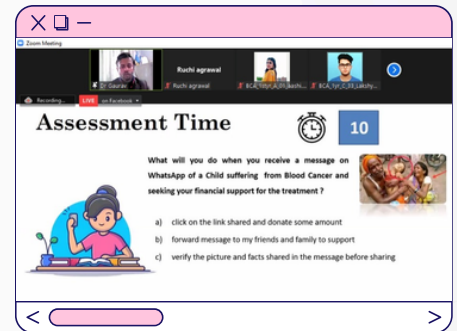 Zoom Meeting
Ruchi agrawal
Dr Gaurav
Ruchi agrawal
Recording...
LIVE on Facebook
Assessment Time
10
What will you do when you receive a message on
WhatsApp of a Child suffering from Blood Cancer and
seeking your financial support for the treatment ?
a) click on the link shared and donate some amount
b) forward message to my friends and family to support
c) verify the picture and facts shared in the message before sharing